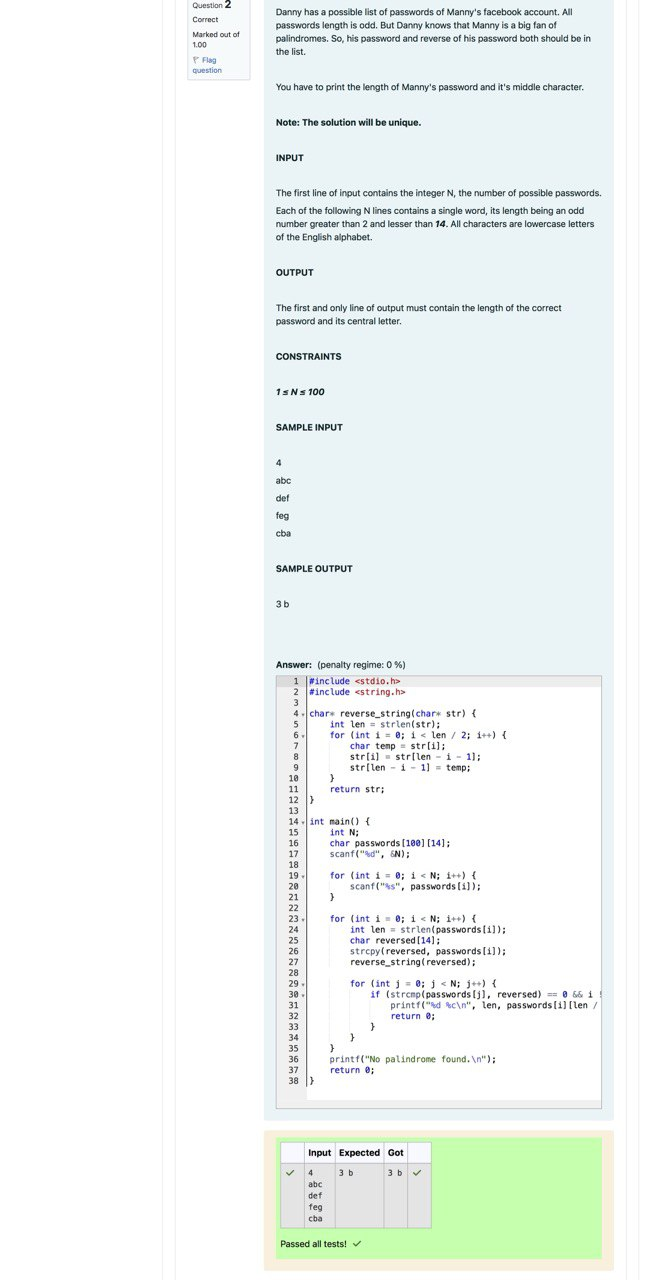 Question 2
Correct
Marked out of
1.00
Flag
question
Danny has a possible list of passwords of Manny's facebook account. All
passwords length is odd. But Danny knows that Manny is a big fan of
palindromes. So, his password and reverse of his password both should be in
the list.
You have to print the length of Manny's password and it's middle character.
Note: The solution will be unique.
INPUT
The first line of input contains the integer N, the number of possible passwords.
Each of the following N lines contains a single word, its length being an odd
number greater than 2 and lesser than 14. All characters are lowercase letters
of the English alphabet.
OUTPUT
The first and only line of output must contain the length of the correct
password and its central letter.
CONSTRAINTS
1 ≤ N ≤ 100
SAMPLE INPUT
4
abc
def
feg
cba
SAMPLE OUTPUT
3 b
Answer: (penalty regime: 0 %)
1 #include <stdio.h>
2 #include <string.h>
3
4 char* reverse_string(char* str) {
5     int len = strlen(str);
6     for (int i = 0; i < len / 2; i++) {
7         char temp = str[i];
8         str[i] = str[len - i - 1];
9         str[len - i - 1] = temp;
10     }
11     return str;
12 }
13
14 int main() {
15     int N;
16     char passwords[100][14];
17     scanf("%d", &N);
18
19     for (int i = 0; i < N; i++) {
20         scanf("%s", passwords[i]);
21     }
22
23     for (int i = 0; i < N; i++) {
24         int len = strlen(passwords[i]);
25         char reversed[14];
26         strcpy(reversed, passwords[i]);
27         reverse_string(reversed);
28
29         for (int j = 0; j < N; j++) {
30             if (strcmp(passwords[j], reversed) == 0 && i !
31                 printf("%d %c\n", len, passwords[i][len /
32                 return 0;
33             }
34         }
35     }
36     printf("No palindrome found.\n");
37     return 0;
38 }
Input Expected Got
4 3 b 3 b
abc
def
feg
cba
Passed all tests!